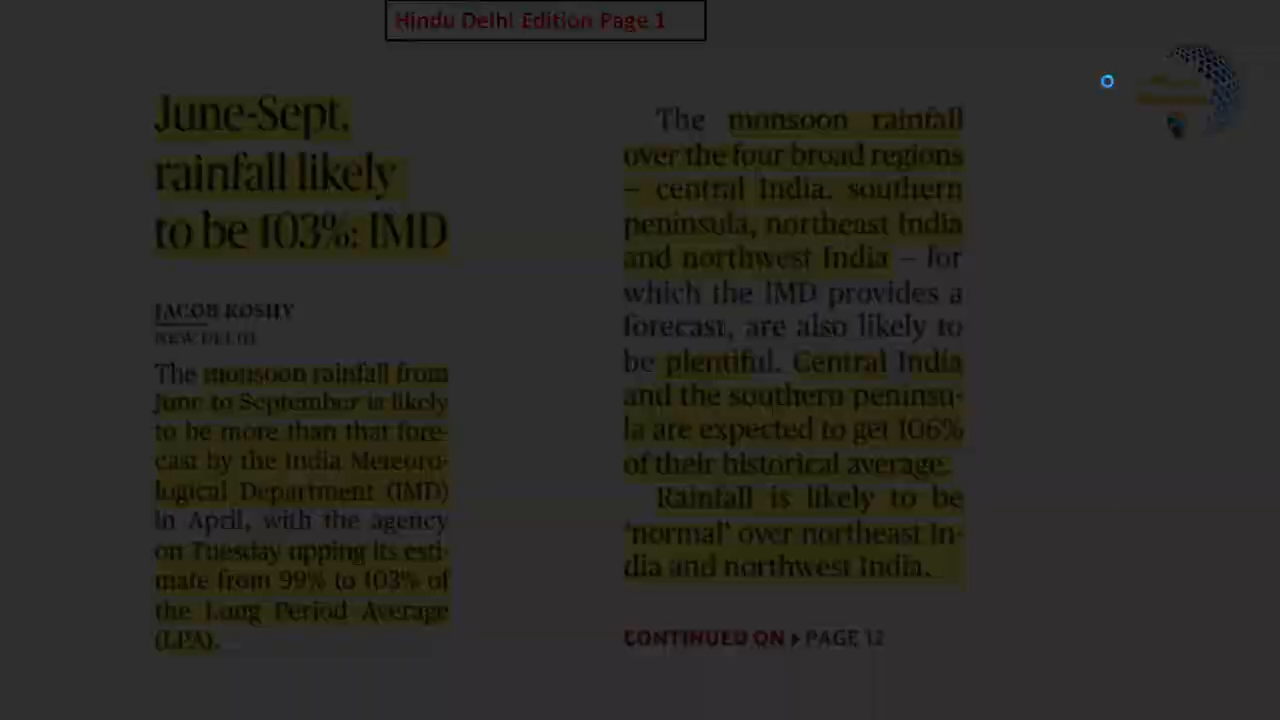 Hindu Delhi Edition Page 1
June-Sept.
rainfall likely
to be 103%: IMD
JACOB KOSHY
NEW DELHI
The monsoon rainfall from
June to September is likely
to be more than that fore-
cast by the India Meteoro-
logical Department (IMD)
in April, with the agency
on Tuesday upping its esti-
mate from 99% to 103% of
the Long Period Average
(LPA).
The monsoon rainfall
over the four broad regions
– central India, southern
peninsula, northeast India
and northwest India – for
which the IMD provides a
forecast, are also likely to
be plentiful. Central India
and the southern peninsu-
la are expected to get 106%
of their historical average.
Rainfall is likely to be
'normal' over northeast In-
dia and northwest India.
CONTINUED ON ▸ PAGE 12